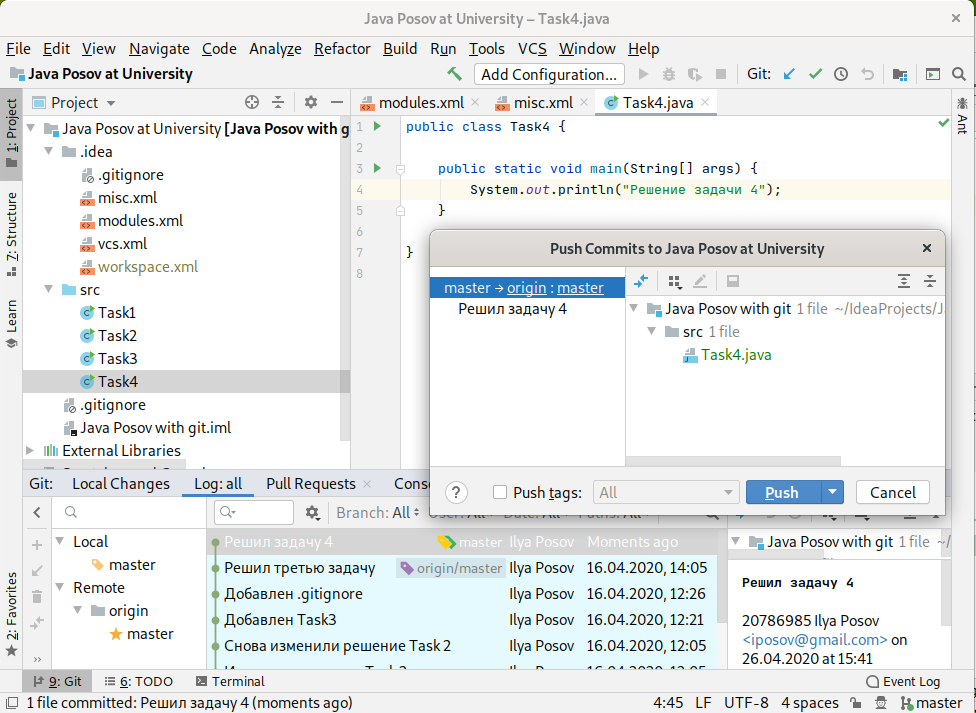 Java Posov at University – Task4.java
File Edit View Navigate Code Analyze Refactor Build Run Tools VCS Window Help
Java Posov at University
Add Configuration...
Git:
1: Project
Z: Structure
Learn
2: Favorites
Project
Java Posov at University [Java Posov with g
.idea
.gitignore
misc.xml
modules.xml
vcs.xml
workspace.xml
src
Task1
Task2
Task3
Task4
.gitignore
Java Posov with git.iml
External Libraries
modules.xml
misc.xml
Task4.java
Ant
1 public class Task4 {
2
3 public static void main(String[] args) {
4 System.out.println("Решение задачи 4");
5 }
6
7 }
8
Push Commits to Java Posov at University
master → origin : master
Решил задачу 4
Java Posov with git 1 file ~/IdeaProjects/J
src 1 file
Task4.java
? Push tags: All
Push
Cancel
Git: Local Changes Log: all Pull Requests Conso
Branch: All
Local
master
Remote
origin
master
Решил задачу 4 master Ilya Posov Moments ago
Решил третью задачу origin/master Ilya Posov 16.04.2020, 14:05
Добавлен .gitignore Ilya Posov 16.04.2020, 12:26
Добавлен Task3 Ilya Posov 16.04.2020, 12:21
Снова изменили решение Task 2 Ilya Posov 16.04.2020, 12:05
Java Posov with git 1 file ~/
Решил задачу 4
20786985 Ilya Posov
<iposov@gmail.com> on
26.04.2020 at 15:41
9: Git 6: TODO Terminal Event Log
1 file committed: Решил задачу 4 (moments ago) 4:45 LF UTF-8 4 spaces master